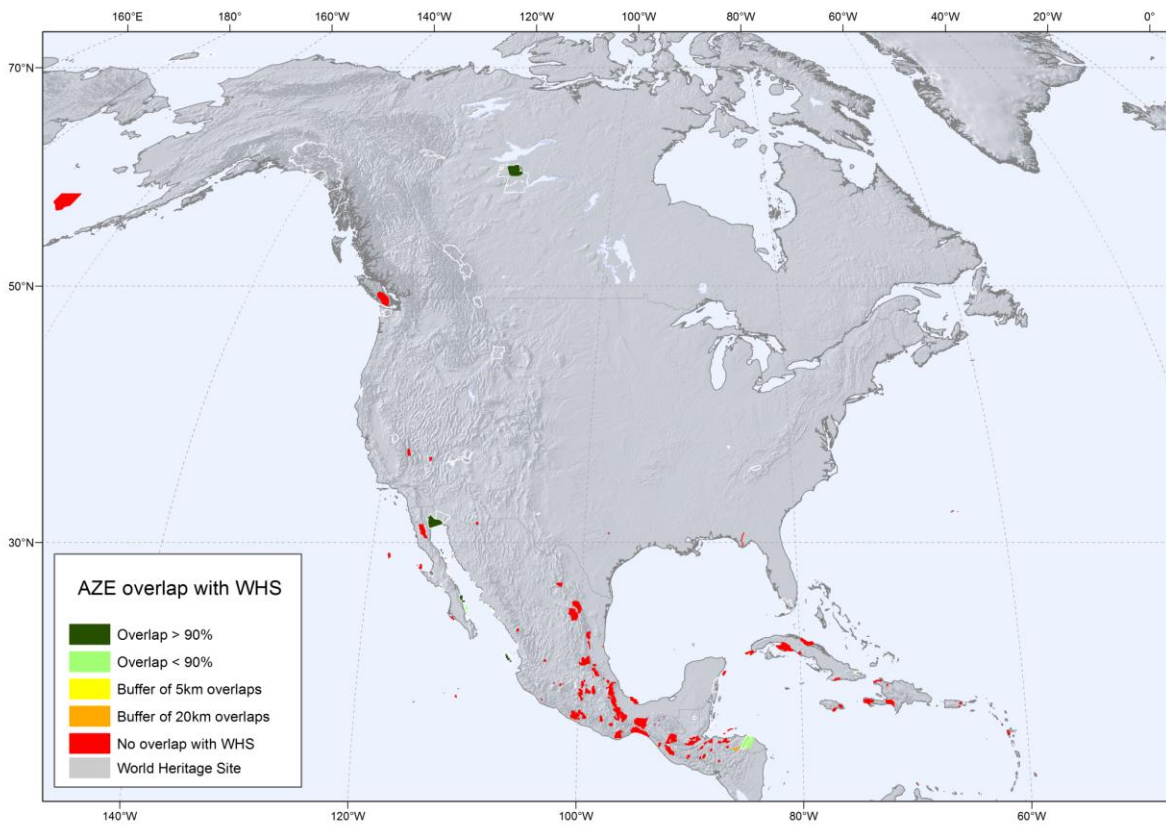 160°E 180° 160°W 140°W 120°W 100°W 80°W 60°W 40°W 20°W 0°
70°N
50°N
30°N
AZE overlap with WHS
Overlap > 90%
Overlap < 90%
Buffer of 5km overlaps
Buffer of 20km overlaps
No overlap with WHS
World Heritage Site
140°W 120°W 100°W 80°W 60°W